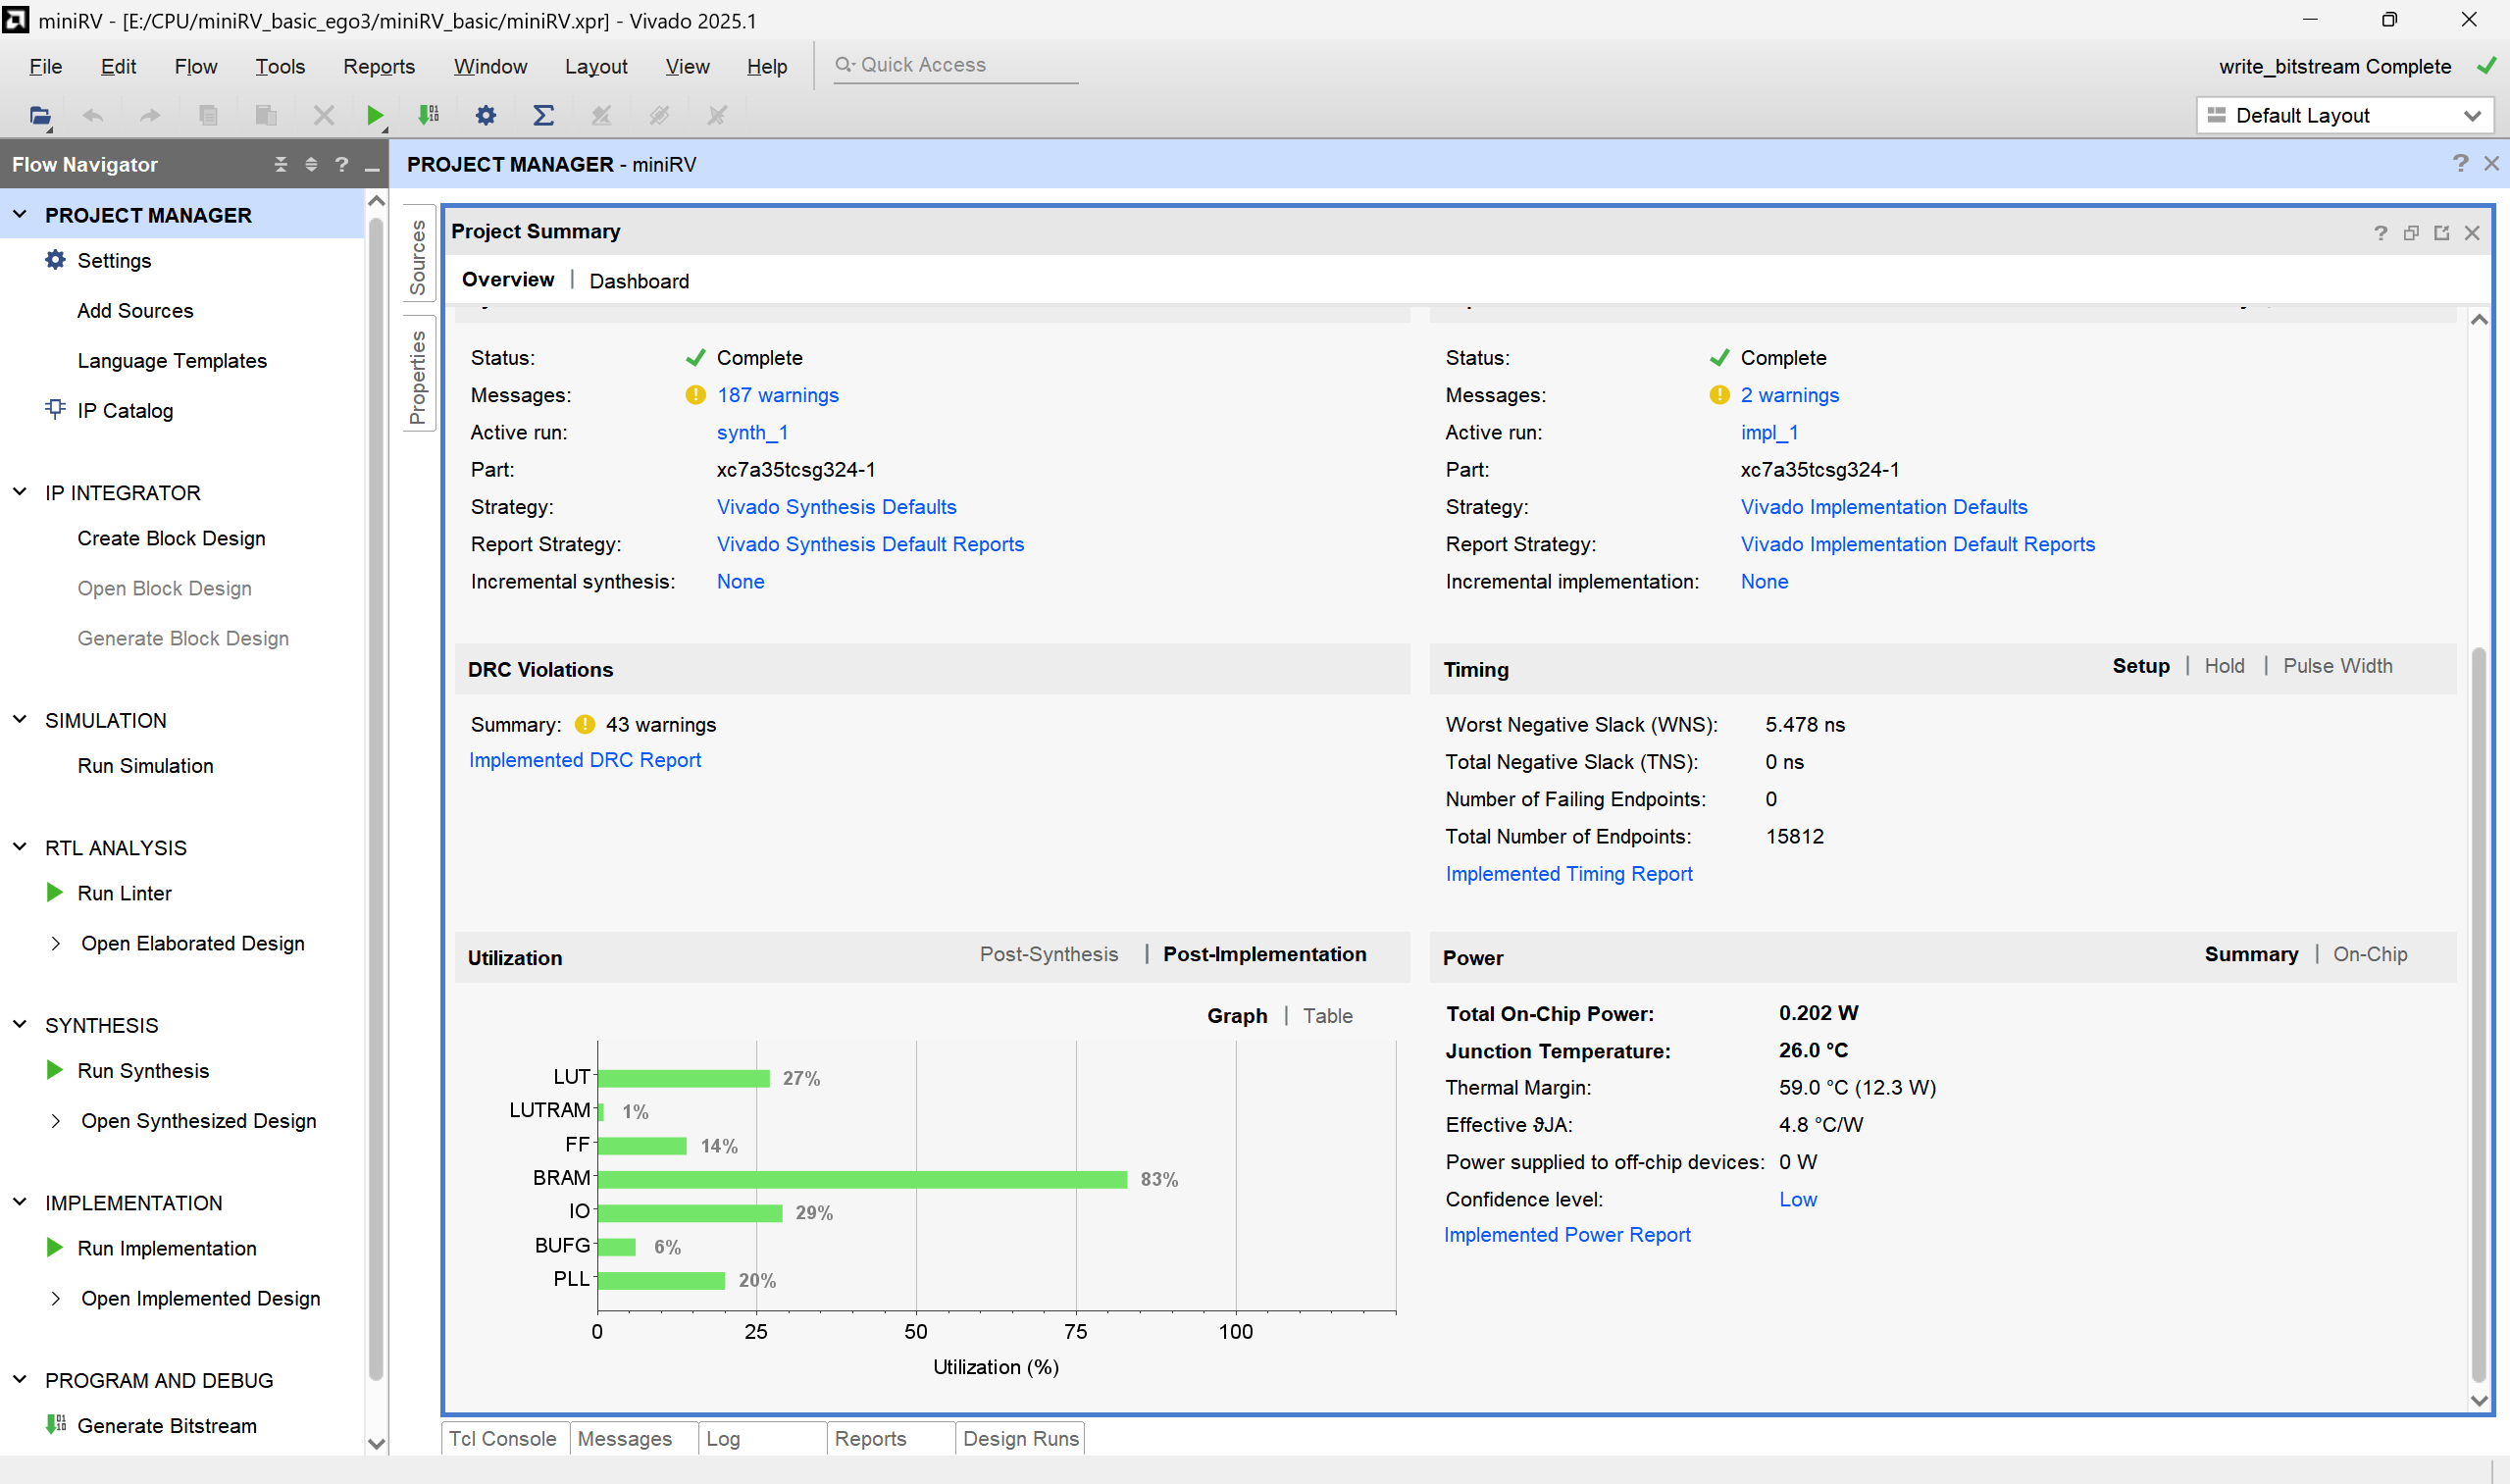 miniRV - [E:/CPU/miniRV_basic_ego3/miniRV_basic/miniRV.xpr] - Vivado 2025.1
File Edit Flow Tools Reports Window Layout View Help Quick Access write_bitstream Complete
Default Layout
Flow Navigator
PROJECT MANAGER - miniRV
PROJECT MANAGER
Settings
Add Sources
Language Templates
IP Catalog
IP INTEGRATOR
Create Block Design
Open Block Design
Generate Block Design
SIMULATION
Run Simulation
RTL ANALYSIS
Run Linter
Open Elaborated Design
SYNTHESIS
Run Synthesis
Open Synthesized Design
IMPLEMENTATION
Run Implementation
Open Implemented Design
PROGRAM AND DEBUG
Generate Bitstream
Sources
Properties
Project Summary
Overview | Dashboard
Status: Complete
Messages: 187 warnings
Active run: synth_1
Part: xc7a35tcsg324-1
Strategy: Vivado Synthesis Defaults
Report Strategy: Vivado Synthesis Default Reports
Incremental synthesis: None
Status: Complete
Messages: 2 warnings
Active run: impl_1
Part: xc7a35tcsg324-1
Strategy: Vivado Implementation Defaults
Report Strategy: Vivado Implementation Default Reports
Incremental implementation: None
DRC Violations
Summary: 43 warnings
Implemented DRC Report
Timing Setup | Hold | Pulse Width
Worst Negative Slack (WNS): 5.478 ns
Total Negative Slack (TNS): 0 ns
Number of Failing Endpoints: 0
Total Number of Endpoints: 15812
Implemented Timing Report
Utilization Post-Synthesis | Post-Implementation
Graph | Table
LUT 27%
LUTRAM 1%
FF 14%
BRAM 83%
IO 29%
BUFG 6%
PLL 20%
0 25 50 75 100
Utilization (%)
Power Summary | On-Chip
Total On-Chip Power: 0.202 W
Junction Temperature: 26.0 °C
Thermal Margin: 59.0 °C (12.3 W)
Effective ϑJA: 4.8 °C/W
Power supplied to off-chip devices: 0 W
Confidence level: Low
Implemented Power Report
Tcl Console Messages Log Reports Design Runs